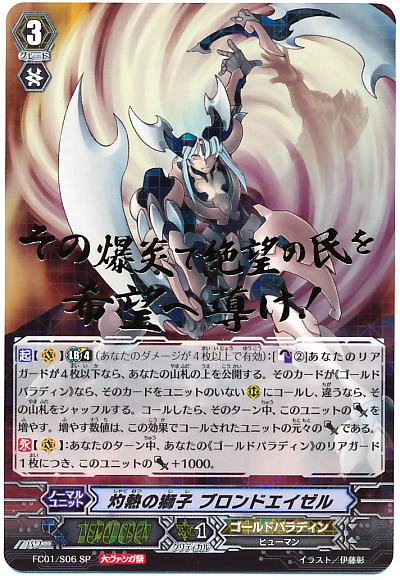 3
グレード
その爆炎で絶望の民を
希望へ導け!
起【】LB4(あなたのダメージが4枚以上で有効):[②]あなたのリア
ガードが4枚以下なら、あなたの山札の上を公開する。そのカードが《ゴールド
パラディン》なら、そのカードをユニットのいないにコールし、違うなら、そ
の山札をシャッフルする。コールしたら、そのターン中、このユニットの
を増やす。増やす数値は、この効果でコールされたユニットの元々のである。
永【】:あなたのターン中、あなたの《ゴールドパラディン》のリアガード
1枚につき、このユニットの+1000。
ノーマル
ユニット
灼熱の獅子 ブロンドエイゼル
パワー
1
クリティカル
ゴールドパラディン
ヒューマン
FC01/S06 SP
大ヴァンガ祭
イラスト/伊藤彰